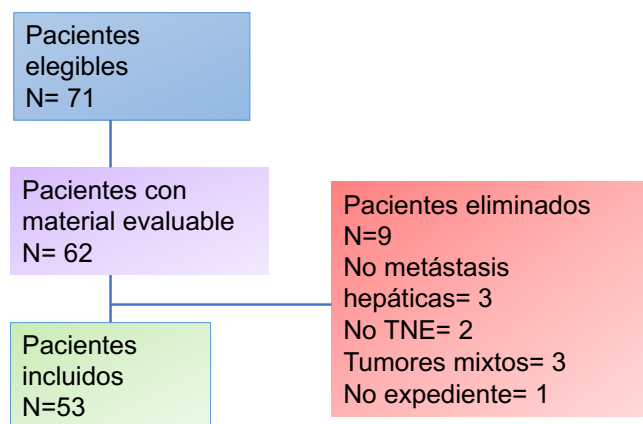 Pacientes
elegibles
N= 71
Pacientes con
material evaluable
N= 62
Pacientes eliminados
N=9
No metástasis
hepáticas= 3
No TNE= 2
Tumores mixtos= 3
No expediente= 1
Pacientes
incluidos
N=53